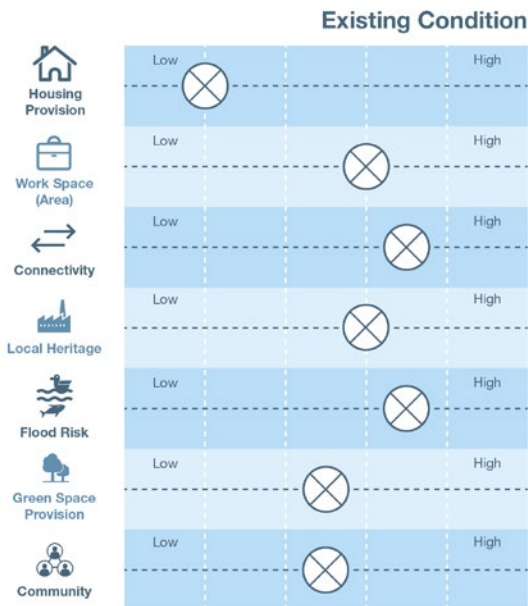 Existing Condition
Low High
Housing
Provision
Low High
Work Space
(Area)
Low High
Connectivity
Low High
Local Heritage
Low High
Flood Risk
Low High
Green Space
Provision
Low High
Community